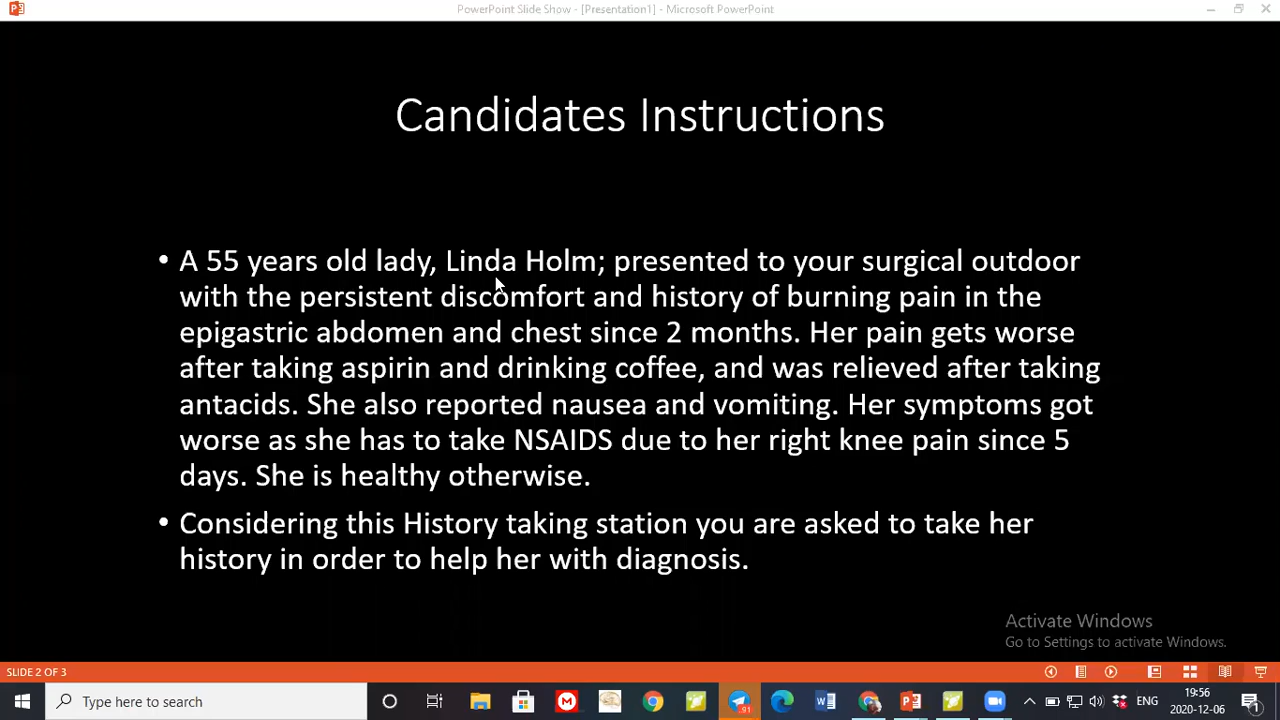 PowerPoint Slide Show - [Presentation1] - Microsoft PowerPoint
Candidates Instructions
• A 55 years old lady, Linda Holm; presented to your surgical outdoor
with the persistent discomfort and history of burning pain in the
epigastric abdomen and chest since 2 months. Her pain gets worse
after taking aspirin and drinking coffee, and was relieved after taking
antacids. She also reported nausea and vomiting. Her symptoms got
worse as she has to take NSAIDS due to her right knee pain since 5
days. She is healthy otherwise.
• Considering this History taking station you are asked to take her
history in order to help her with diagnosis.
Activate Windows
Go to Settings to activate Windows.
SLIDE 2 OF 3
Type here to search
91
ENG
19:56
2020-12-06
1